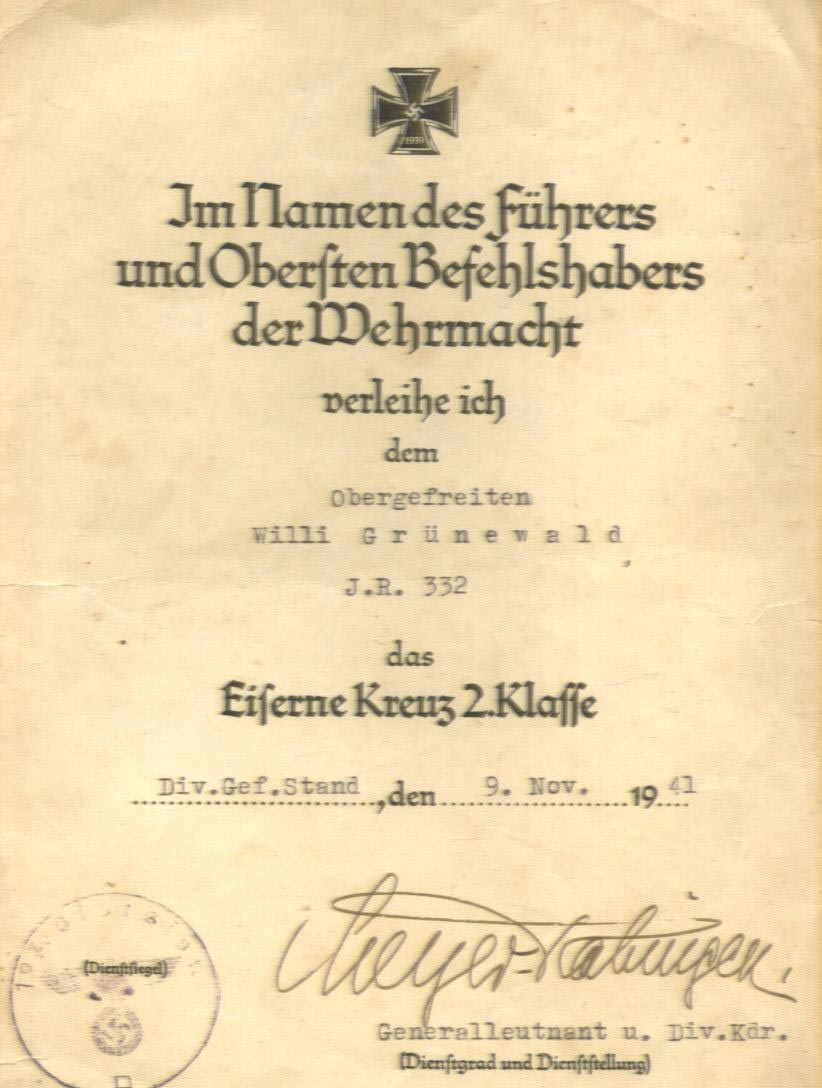 1939
Im Namen des Führers
und Obersten Befehlshabers
der Wehrmacht
verleihe ich
dem
Obergefreiten
Willi Grünewald
J.R. 332
das
Eiserne Kreuz 2.Klasse
Div.Gef.Stand, den 9. Nov. 1941
(Dienstsiegel)
Generalleutnant u. Div.Kdr.
(Dienstgrad und Dienststellung)